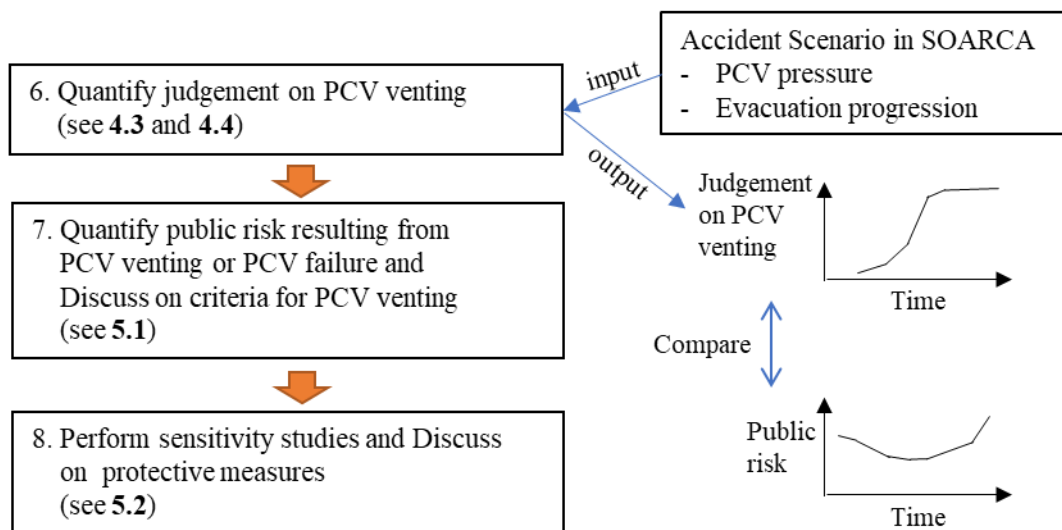 6. Quantify judgement on PCV venting
(see 4.3 and 4.4)
7. Quantify public risk resulting from
PCV venting or PCV failure and
Discuss on criteria for PCV venting
(see 5.1)
8. Perform sensitivity studies and Discuss
on protective measures
(see 5.2)
Accident Scenario in SOARCA
- PCV pressure
- Evacuation progression
input
output
Judgement
on PCV
venting
Time
Compare
Public
risk
Time